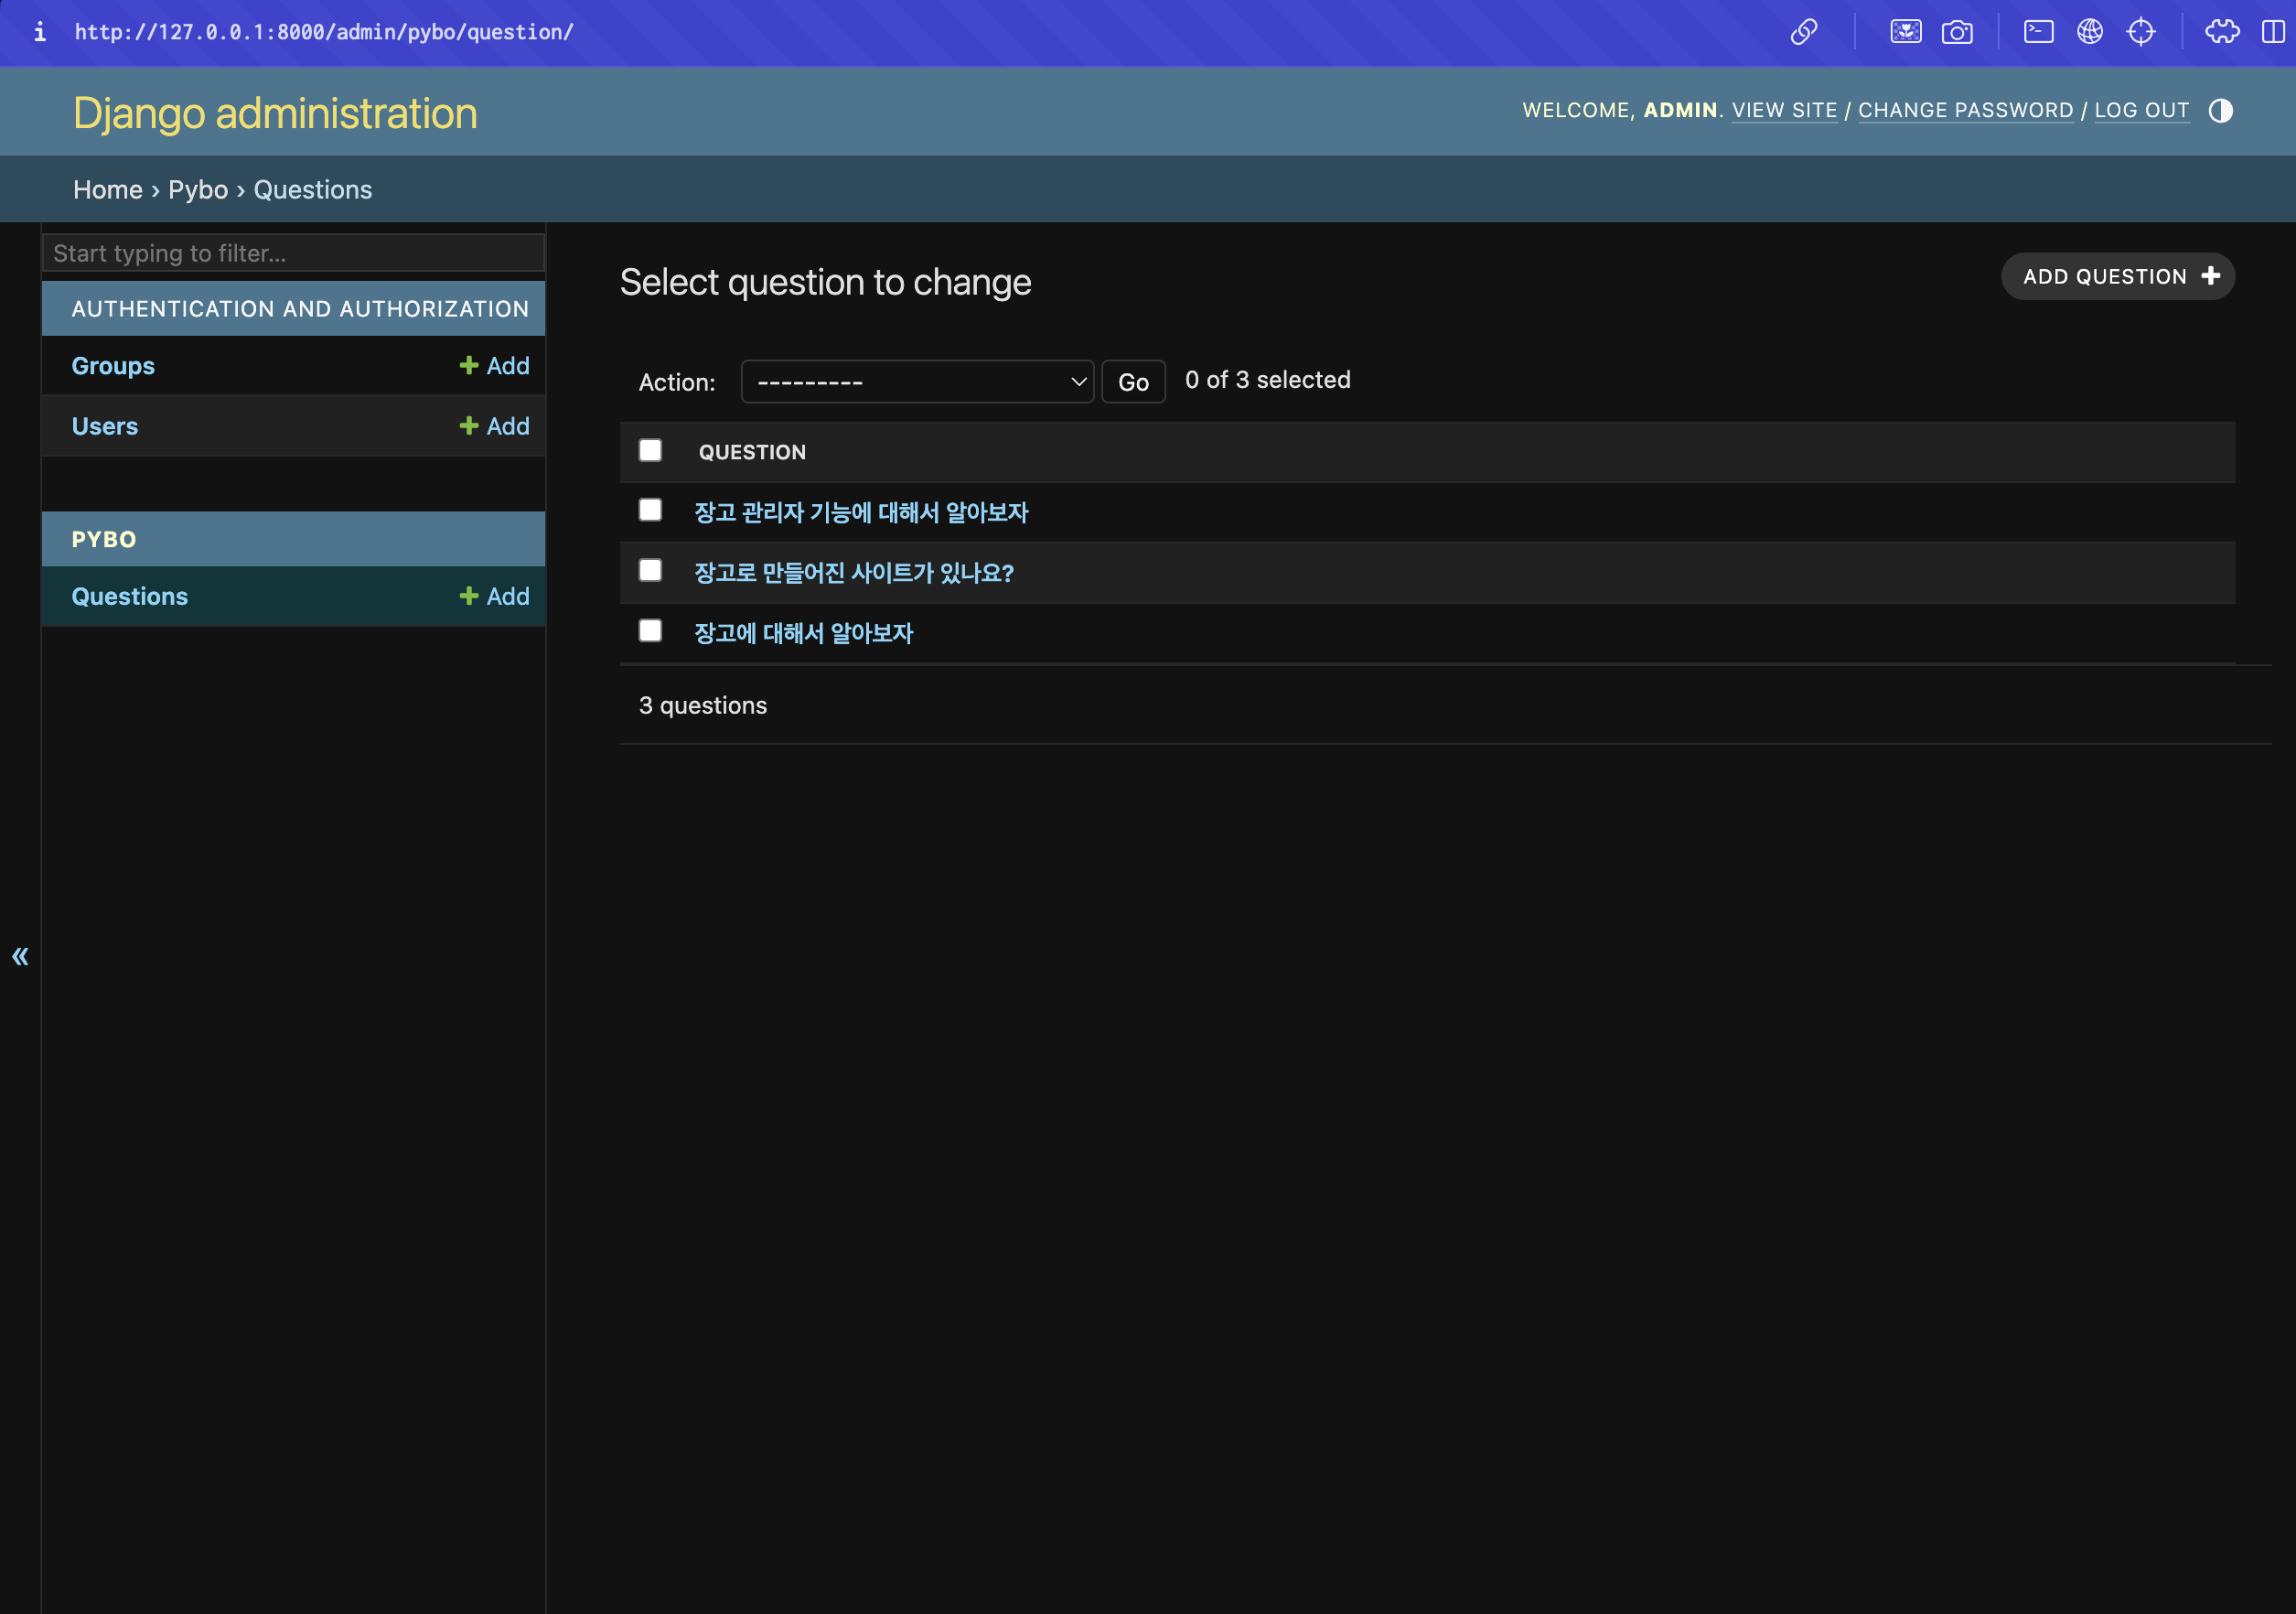 http://127.0.0.1:8000/admin/pybo/question/
Django administration
WELCOME, ADMIN. VIEW SITE / CHANGE PASSWORD / LOG OUT
Home › Pybo › Questions
Start typing to filter...
AUTHENTICATION AND AUTHORIZATION
Groups + Add
Users + Add
PYBO
Questions + Add
Select question to change
ADD QUESTION +
Action: --------- Go 0 of 3 selected
QUESTION
장고 관리자 기능에 대해서 알아보자
장고로 만들어진 사이트가 있나요?
장고에 대해서 알아보자
3 questions
«